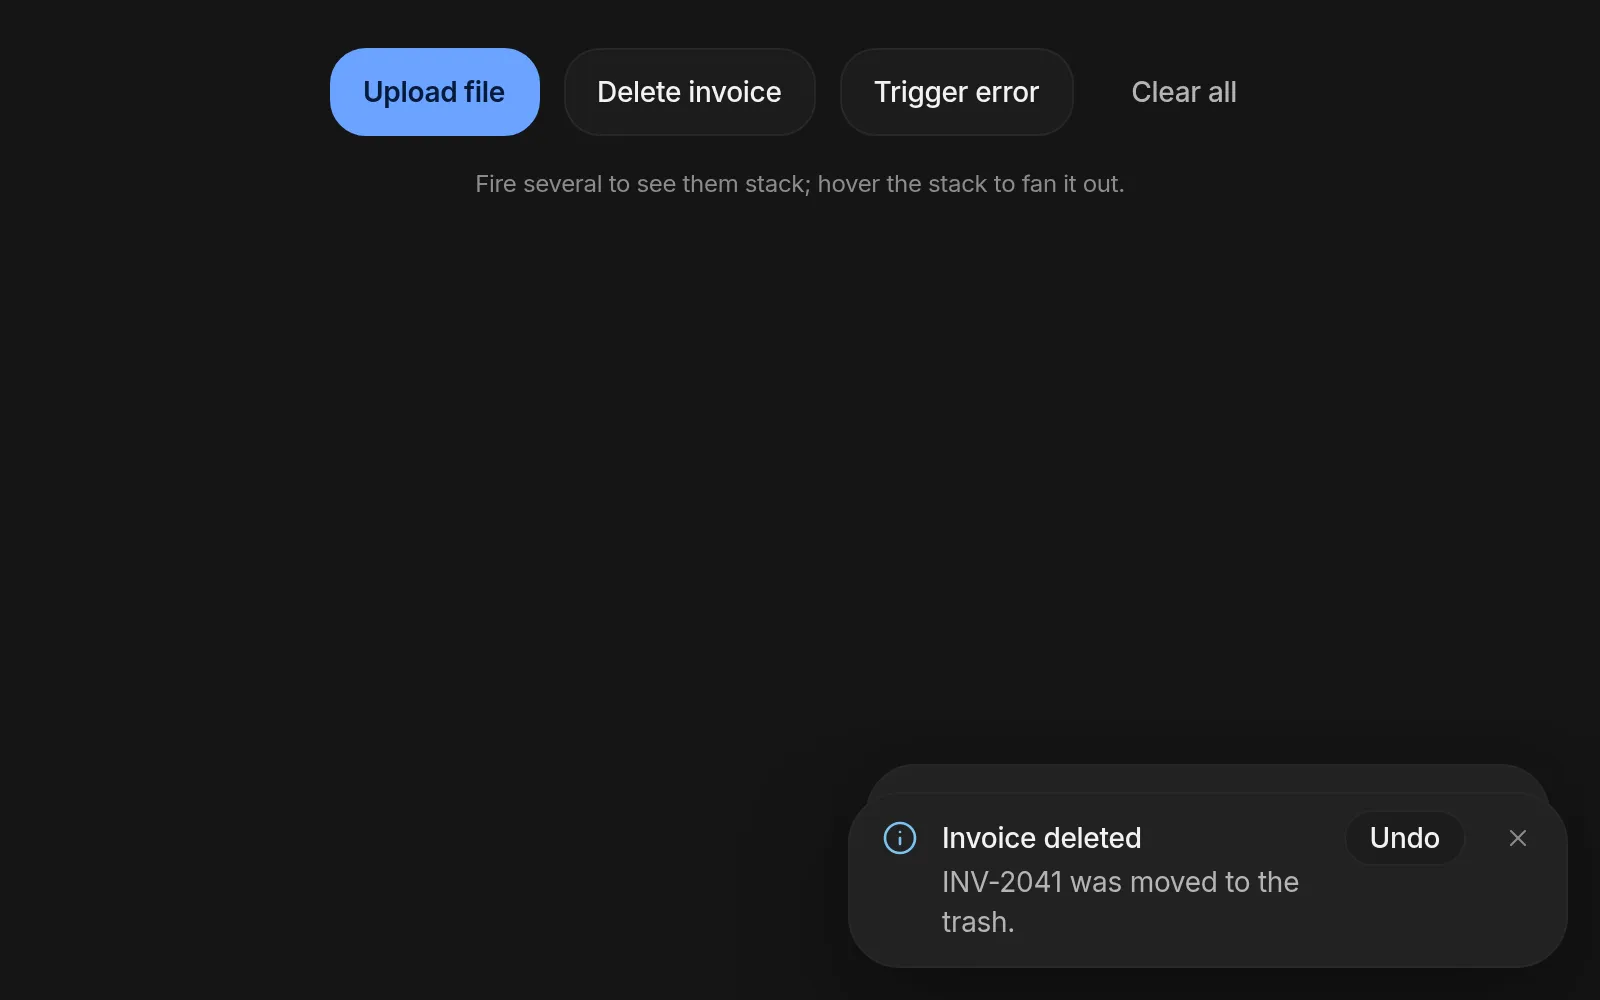 Upload file
Delete invoice
Trigger error
Clear all
Fire several to see them stack; hover the stack to fan it out.
Invoice deleted
Undo
INV-2041 was moved to the
trash.